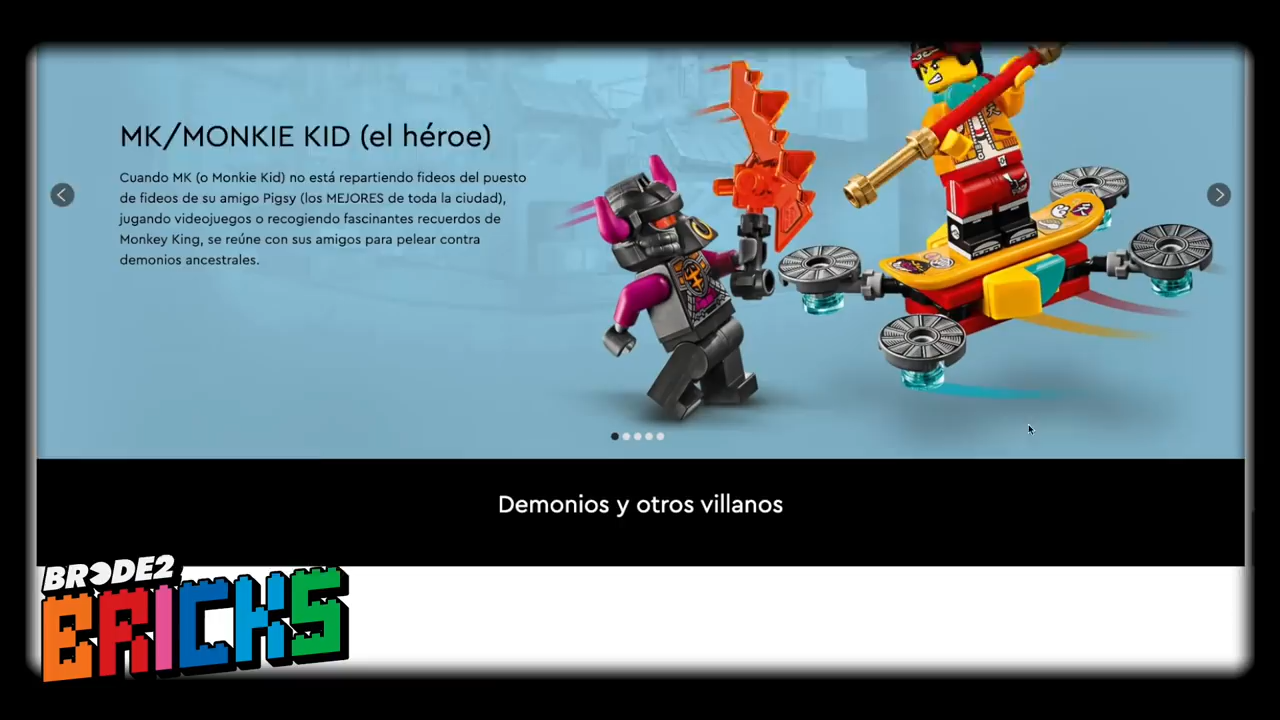 MK/MONKIE KID (el héroe)
Cuando MK (o Monkie Kid) no está repartiendo fideos del puesto
de fideos de su amigo Pigsy (los MEJORES de toda la ciudad),
jugando videojuegos o recogiendo fascinantes recuerdos de
Monkey King, se reúne con sus amigos para pelear contra
demonios ancestrales.
Demonios y otros villanos
BRODE2
BRICKS